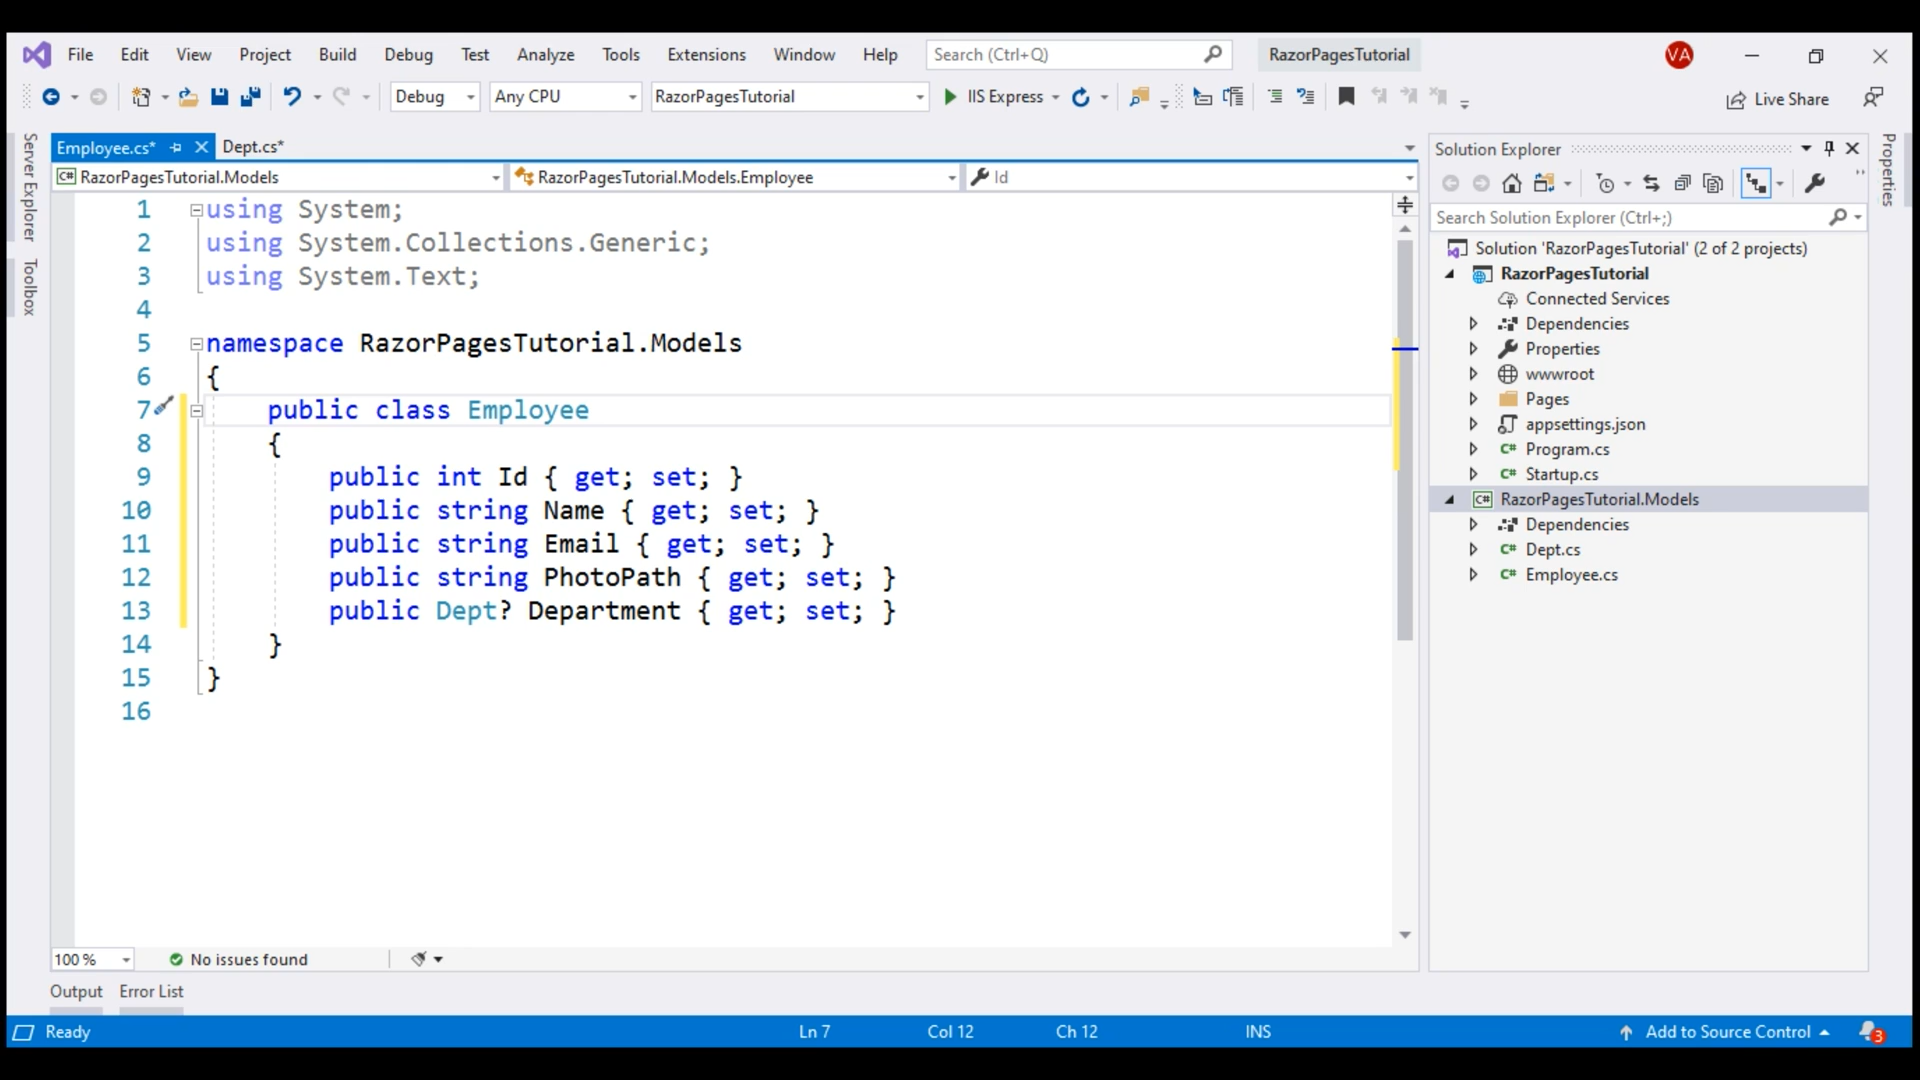 File Edit View Project Build Debug Test Analyze Tools Extensions Window Help Search (Ctrl+Q) RazorPagesTutorial VA
Debug Any CPU RazorPagesTutorial IIS Express Live Share
Server Explorer
Toolbox
Employee.cs* Dept.cs*
RazorPagesTutorial.Models RazorPagesTutorial.Models.Employee Id
1 using System;
2 using System.Collections.Generic;
3 using System.Text;
4
5 namespace RazorPagesTutorial.Models
6 {
7 public class Employee
8 {
9 public int Id { get; set; }
10 public string Name { get; set; }
11 public string Email { get; set; }
12 public string PhotoPath { get; set; }
13 public Dept? Department { get; set; }
14 }
15 }
16
100 % No issues found
Solution Explorer
Search Solution Explorer (Ctrl+;)
Solution 'RazorPagesTutorial' (2 of 2 projects)
RazorPagesTutorial
Connected Services
Dependencies
Properties
wwwroot
Pages
appsettings.json
C# Program.cs
C# Startup.cs
C# RazorPagesTutorial.Models
Dependencies
C# Dept.cs
C# Employee.cs
Properties
Output Error List
Ready Ln 7 Col 12 Ch 12 INS Add to Source Control 3